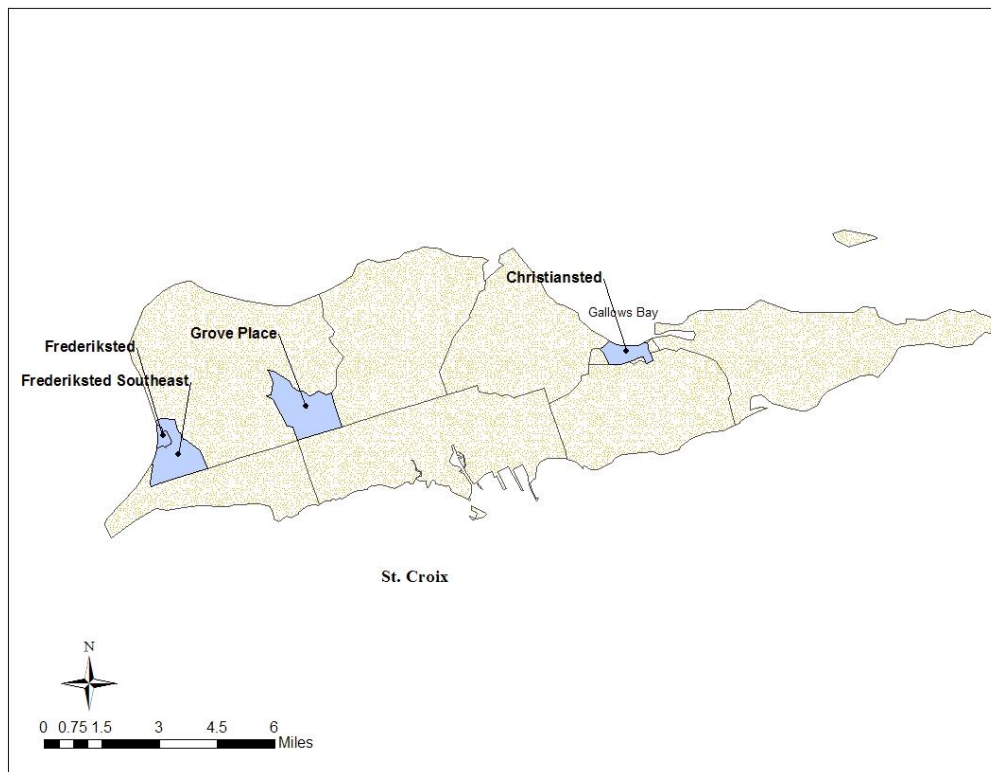 Christiansted
Gallows Bay
Grove Place
Frederiksted
Frederiksted Southeast
St. Croix
N
0 0.75 1.5 3 4.5 6
Miles